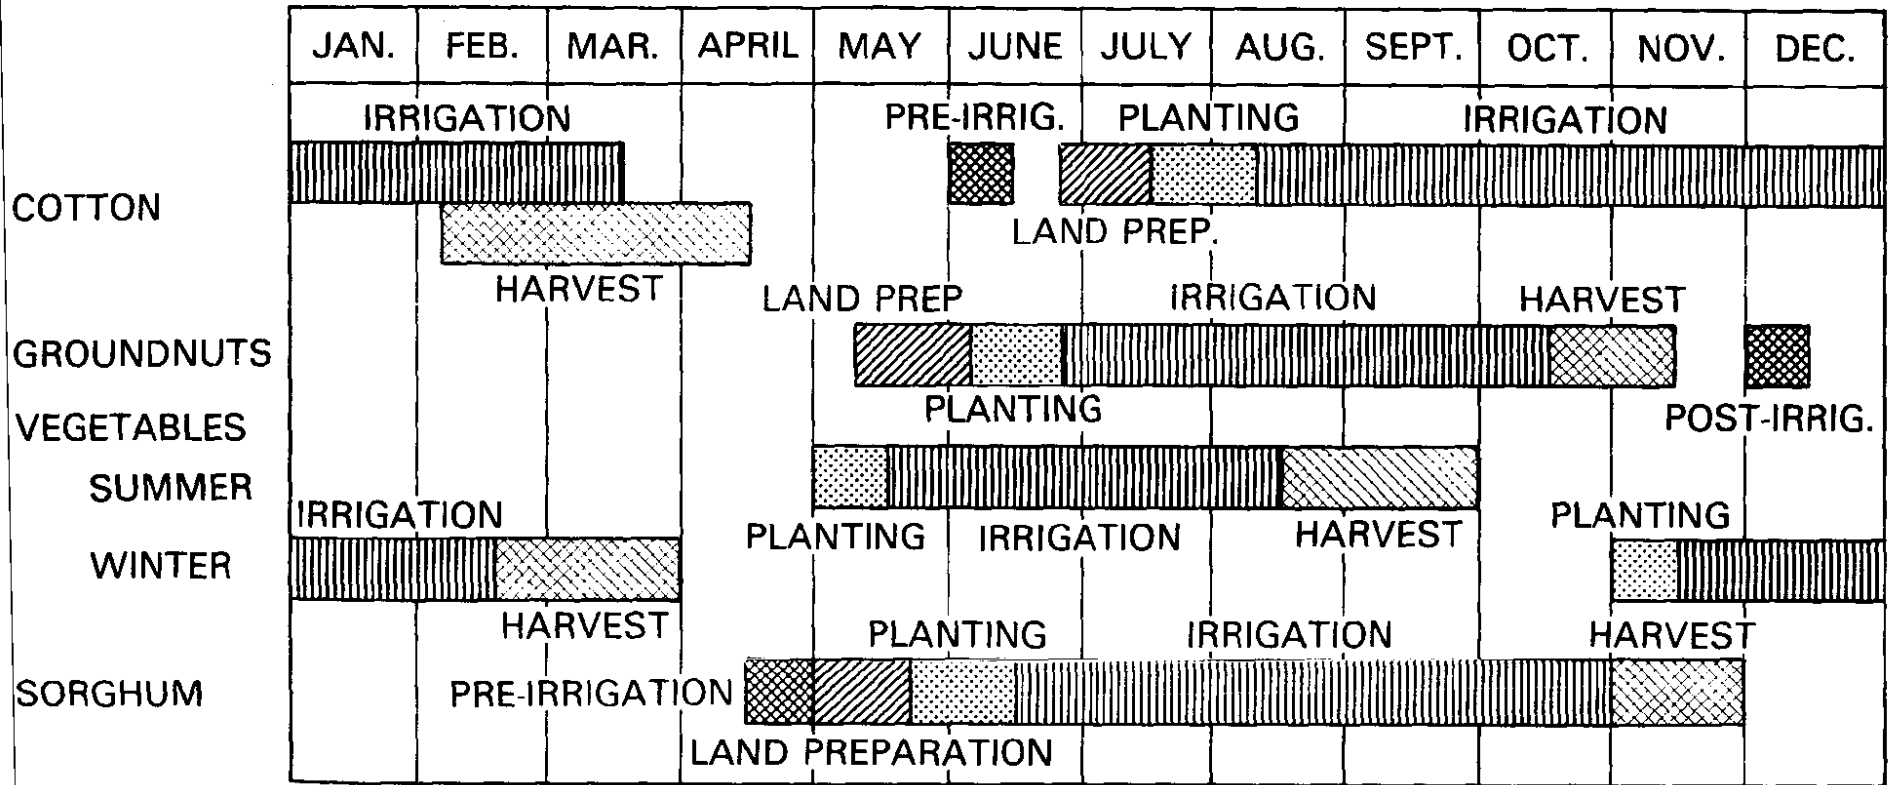 JAN. FEB. MAR. APRIL MAY JUNE JULY AUG. SEPT. OCT. NOV. DEC.
IRRIGATION PRE-IRRIG. PLANTING IRRIGATION
COTTON
LAND PREP.
HARVEST
LAND PREP IRRIGATION HARVEST
GROUNDNUTS
PLANTING
POST-IRRIG.
VEGETABLES
SUMMER
IRRIGATION
PLANTING
PLANTING IRRIGATION HARVEST
WINTER
HARVEST
PLANTING IRRIGATION HARVEST
SORGHUM PRE-IRRIGATION
LAND PREPARATION